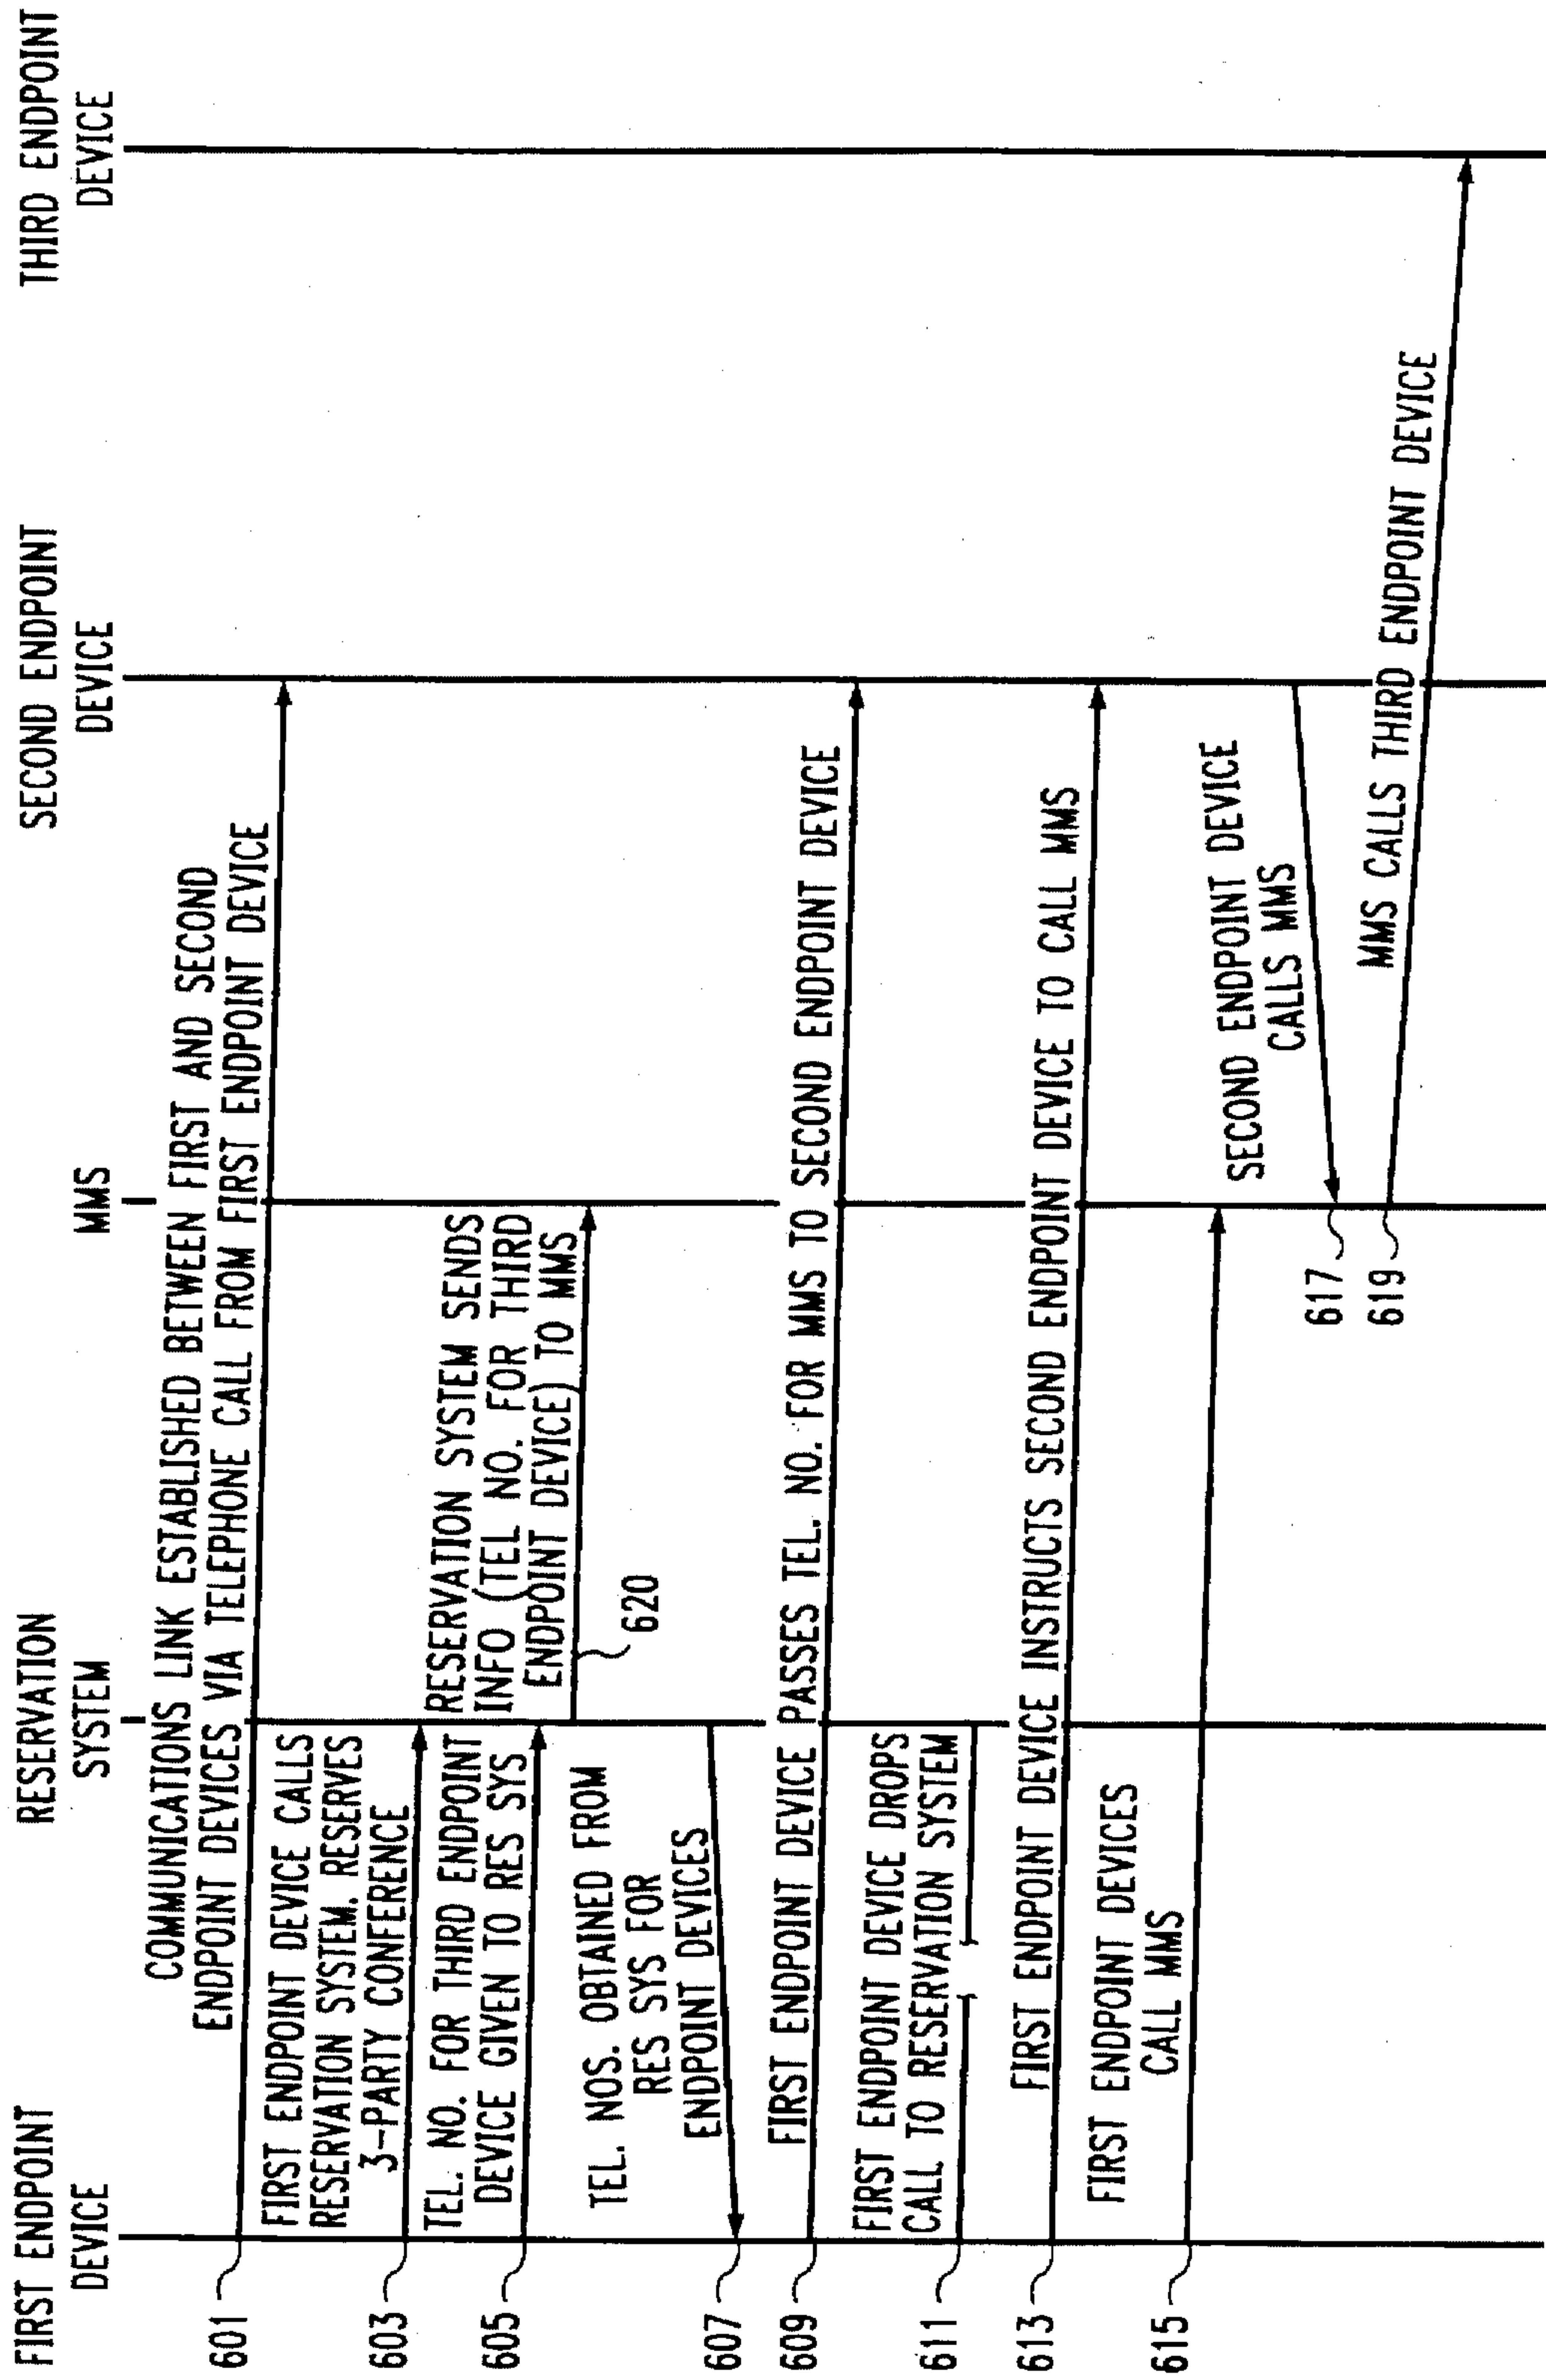 FIRST ENDPOINT
DEVICE
RESERVATION
SYSTEM
MMS
SECOND ENDPOINT
DEVICE
THIRD ENDPOINT
DEVICE
601
COMMUNICATIONS LINK ESTABLISHED BETWEEN FIRST AND SECOND
ENDPOINT DEVICES VIA TELEPHONE CALL FROM FIRST ENDPOINT DEVICE
603
FIRST ENDPOINT DEVICE CALLS
RESERVATION SYSTEM. RESERVES
3-PARTY CONFERENCE
605
TEL. NO. FOR THIRD ENDPOINT
DEVICE GIVEN TO RES SYS
RESERVATION SYSTEM SENDS
INFO (TEL NO. FOR THIRD
ENDPOINT DEVICE) TO MMS
620
607
TEL. NOS. OBTAINED FROM
RES SYS FOR
ENDPOINT DEVICES
609
FIRST ENDPOINT DEVICE PASSES TEL. NO. FOR MMS TO SECOND ENDPOINT DEVICE
611
FIRST ENDPOINT DEVICE DROPS
CALL TO RESERVATION SYSTEM
613
FIRST ENDPOINT DEVICE INSTRUCTS SECOND ENDPOINT DEVICE TO CALL MMS
615
FIRST ENDPOINT DEVICES
CALL MMS
SECOND ENDPOINT DEVICE
CALLS MMS
617
619
MMS CALLS THIRD ENDPOINT DEVICE